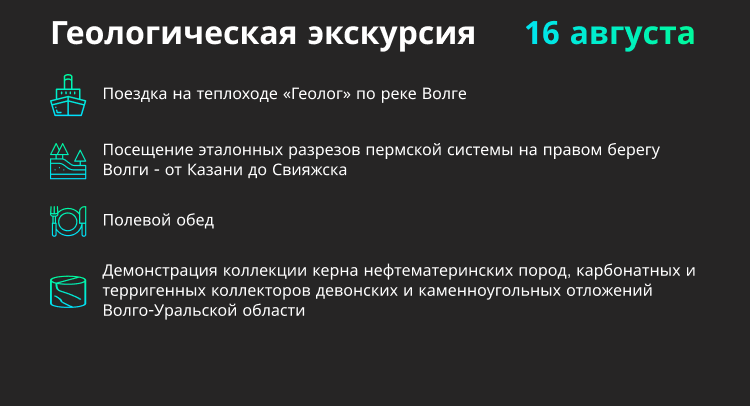 Геологическая экскурсия 16 августа
Поездка на теплоходе «Геолог» по реке Волге
Посещение эталонных разрезов пермской системы на правом берегу
Волги - от Казани до Свияжска
Полевой обед
Демонстрация коллекции керна нефтематеринских пород, карбонатных и
терригенных коллекторов девонских и каменноугольных отложений
Волго-Уральской области